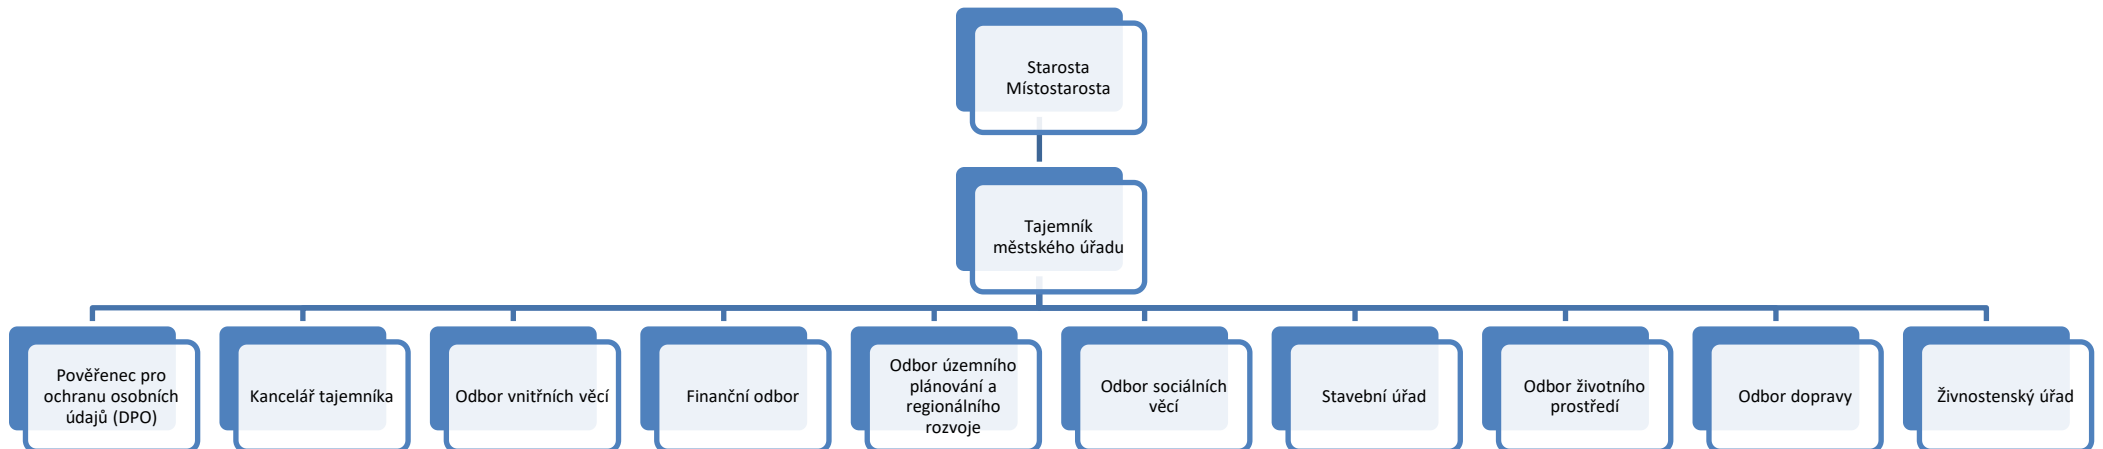 Starosta
Místostarosta
Tajemník
městského úřadu
Pověřenec pro
ochranu osobních
údajů (DPO)
Kancelář tajemníka
Odbor vnitřních věcí
Finanční odbor
Odbor územního
plánování a
regionálního
rozvoje
Odbor sociálních
věcí
Stavební úřad
Odbor životního
prostředí
Odbor dopravy
Živnostenský úřad